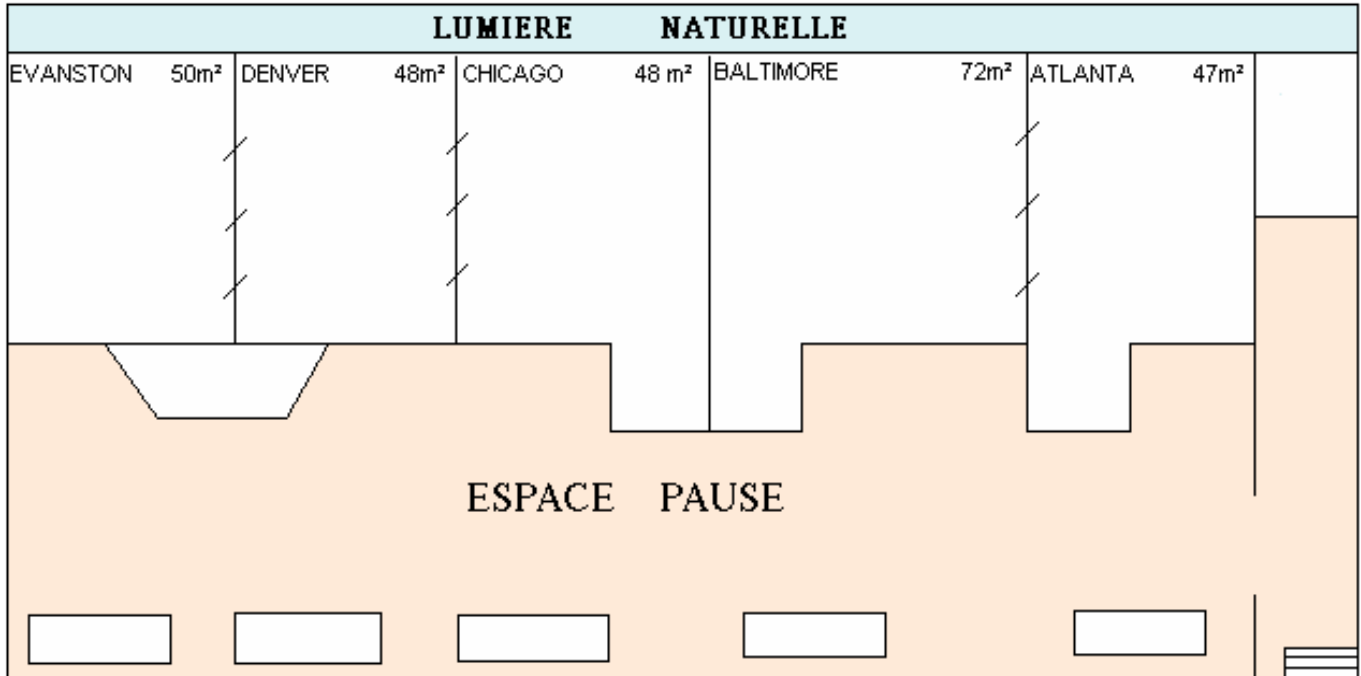 LUMIERE NATURELLE
EVANSTON 50m² DENVER 48m² CHICAGO 48 m² BALTIMORE 72m² ATLANTA 47m²
ESPACE PAUSE